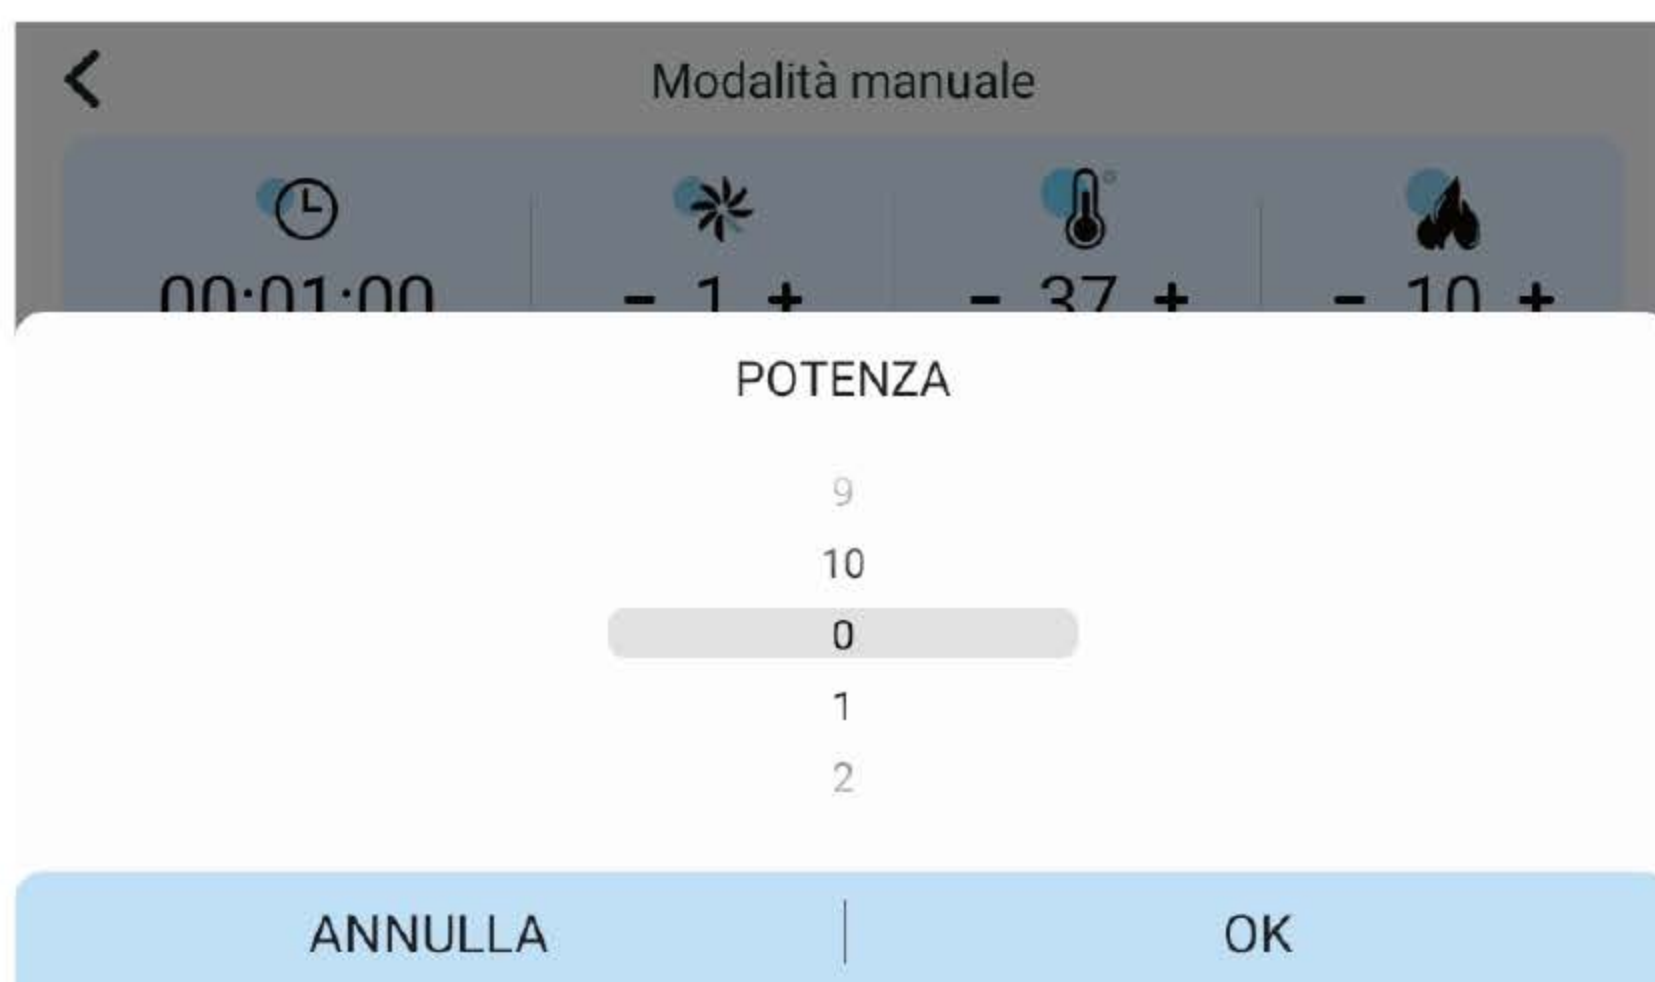 Modalità manuale
00:01:00 - 1 + - 37 + - 10 +
POTENZA
9
10
0
1
2
ANNULLA OK